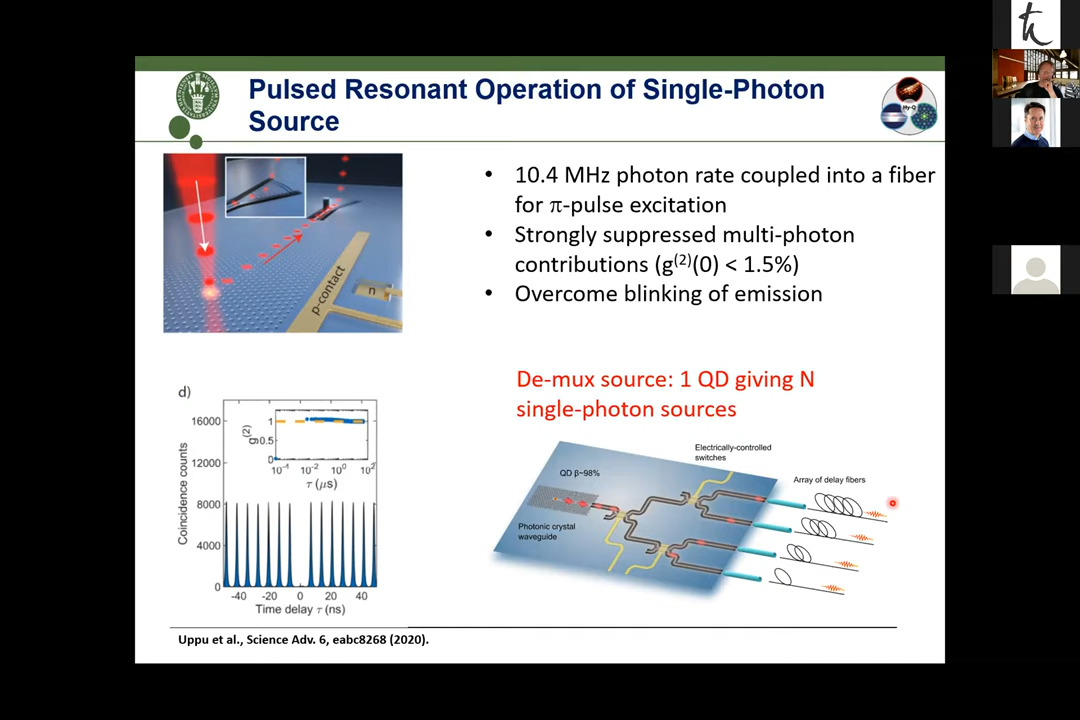 Pulsed Resonant Operation of Single-Photon
Source
Hy-Q
p-contact
n
• 10.4 MHz photon rate coupled into a fiber
for π-pulse excitation
• Strongly suppressed multi-photon
contributions (g⁽²⁾(0) < 1.5%)
• Overcome blinking of emission
De-mux source: 1 QD giving N
single-photon sources
d)
Coincidence counts
16000
12000
8000
4000
0
-40 -20 0 20 40
Time delay τ (ns)
g⁽²⁾
1
0.5
0
10⁻⁴ 10⁻² 10⁰ 10²
τ (μs)
Electrically-controlled
switches
QD β~98%
Array of delay fibers
Photonic crystal
waveguide
Uppu et al., Science Adv. 6, eabc8268 (2020).